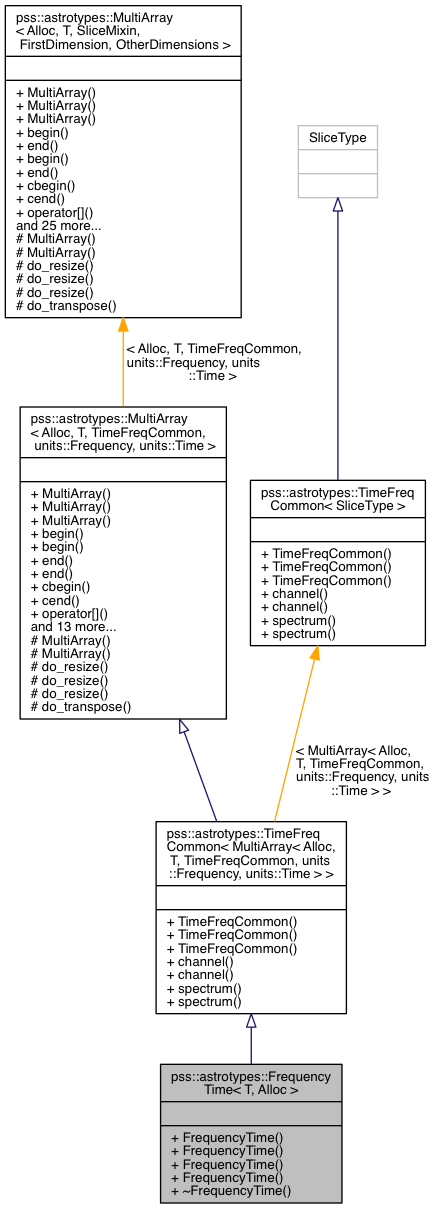 pss::astrotypes::MultiArray
< Alloc, T, SliceMixin,
FirstDimension, OtherDimensions >
+ MultiArray()
+ MultiArray()
+ MultiArray()
+ begin()
+ end()
+ begin()
+ end()
+ cbegin()
+ cend()
+ operator[]()
and 25 more...
# MultiArray()
# MultiArray()
# do_resize()
# do_resize()
# do_resize()
# do_transpose()
SliceType
< Alloc, T, TimeFreqCommon,
units::Frequency, units
::Time >
pss::astrotypes::MultiArray
< Alloc, T, TimeFreqCommon,
units::Frequency, units::Time >
+ MultiArray()
+ MultiArray()
+ MultiArray()
+ begin()
+ begin()
+ end()
+ end()
+ cbegin()
+ cend()
+ operator[]()
and 13 more...
# MultiArray()
# MultiArray()
# do_resize()
# do_resize()
# do_resize()
# do_transpose()
pss::astrotypes::TimeFreq
Common< SliceType >
+ TimeFreqCommon()
+ TimeFreqCommon()
+ TimeFreqCommon()
+ channel()
+ channel()
+ spectrum()
+ spectrum()
< MultiArray< Alloc,
T, TimeFreqCommon,
units::Frequency, units
::Time > >
pss::astrotypes::TimeFreq
Common< MultiArray< Alloc,
T, TimeFreqCommon, units
::Frequency, units::Time > >
+ TimeFreqCommon()
+ TimeFreqCommon()
+ TimeFreqCommon()
+ channel()
+ channel()
+ spectrum()
+ spectrum()
pss::astrotypes::Frequency
Time< T, Alloc >
+ FrequencyTime()
+ FrequencyTime()
+ FrequencyTime()
+ FrequencyTime()
+ ~FrequencyTime()